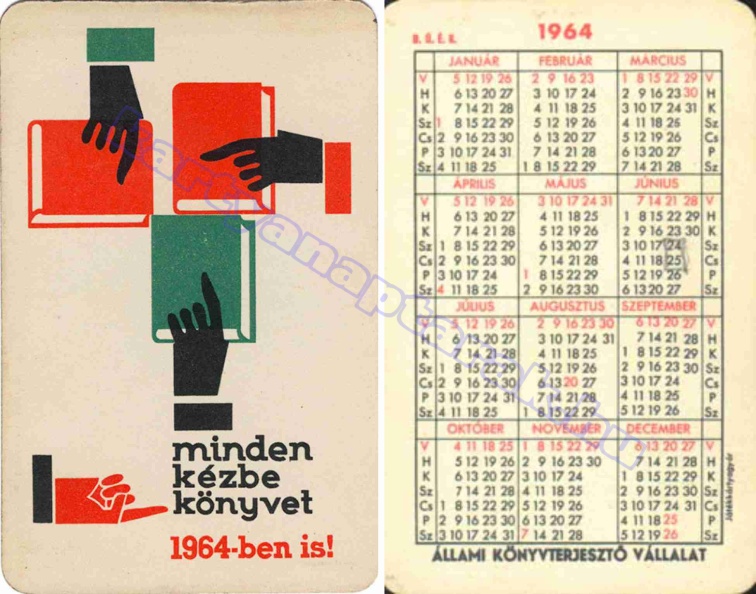 minden
kézbe
könyvet
1964-ben is!
B. Ú. É. K. 1964
JANUÁR FEBRUÁR MÁRCIUS
V 5 12 19 26 2 9 16 23 1 8 15 22 29 V
H 6 13 20 27 3 10 17 24 2 9 16 23 30 H
K 7 14 21 28 4 11 18 25 3 10 17 24 31 K
Sz 1 8 15 22 29 5 12 19 26 4 11 18 25 Sz
Cs 2 9 16 23 30 6 13 20 27 5 12 19 26 Cs
P 3 10 17 24 31 7 14 21 28 6 13 20 27 P
Sz 4 11 18 25 1 8 15 22 29 7 14 21 28 Sz
ÁPRILIS MÁJUS JÚNIUS
V 5 12 19 26 3 10 17 24 31 7 14 21 28 V
H 6 13 20 27 4 11 18 25 1 8 15 22 29 H
K 7 14 21 28 5 12 19 26 2 9 16 23 30 K
Sz 1 8 15 22 29 6 13 20 27 3 10 17 24 Sz
Cs 2 9 16 23 30 7 14 21 28 4 11 18 25 Cs
P 3 10 17 24 1 8 15 22 29 5 12 19 26 P
Sz 4 11 18 25 2 9 16 23 30 6 13 20 27 Sz
JÚLIUS AUGUSZTUS SZEPTEMBER
V 5 12 19 26 2 9 16 23 30 6 13 20 27 V
H 6 13 20 27 3 10 17 24 31 7 14 21 28 H
K 7 14 21 28 4 11 18 25 1 8 15 22 29 K
Sz 1 8 15 22 29 5 12 19 26 2 9 16 23 30 Sz
Cs 2 9 16 23 30 6 13 20 27 3 10 17 24 Cs
P 3 10 17 24 31 7 14 21 28 4 11 18 25 P
Sz 4 11 18 25 1 8 15 22 29 5 12 19 26 Sz
OKTÓBER NOVEMBER DECEMBER
V 4 11 18 25 1 8 15 22 29 6 13 20 27 V
H 5 12 19 26 2 9 16 23 30 7 14 21 28 H
K 6 13 20 27 3 10 17 24 1 8 15 22 29 K
Sz 7 14 21 28 4 11 18 25 2 9 16 23 30 Sz
Cs 1 8 15 22 29 5 12 19 26 3 10 17 24 31 Cs
P 2 9 16 23 30 6 13 20 27 4 11 18 25 P
Sz 3 10 17 24 31 7 14 21 28 5 12 19 26 Sz
ÁLLAMI KÖNYVTERJESZTŐ VÁLLALAT
Játékkártyagyár
kartyanaptarak.hu